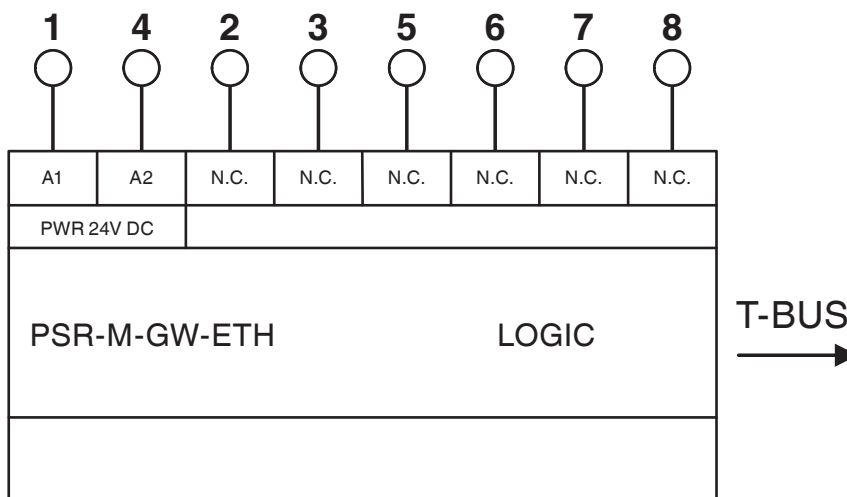 1 4 2 3 5 6 7 8
A1 A2 N.C. N.C. N.C. N.C. N.C. N.C.
PWR 24V DC
PSR-M-GW-ETH LOGIC
T-BUS